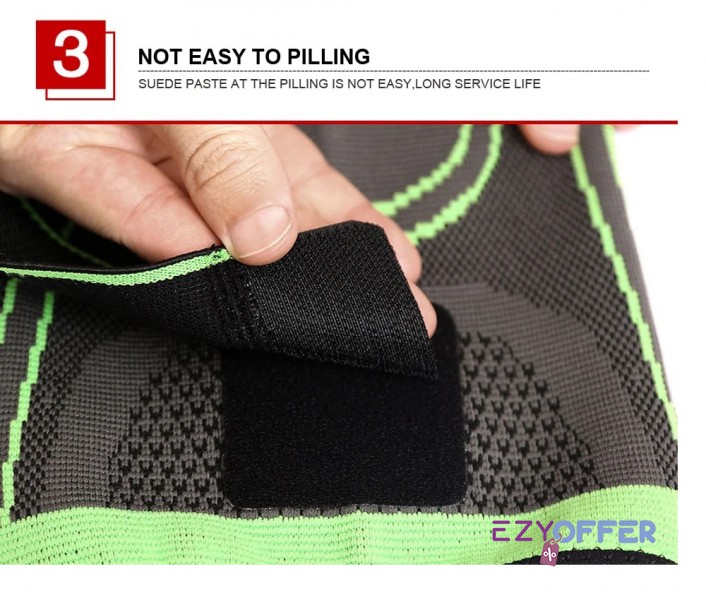 3
NOT EASY TO PILLING
SUEDE PASTE AT THE PILLING IS NOT EASY,LONG SERVICE LIFE
EZYOFFER
%